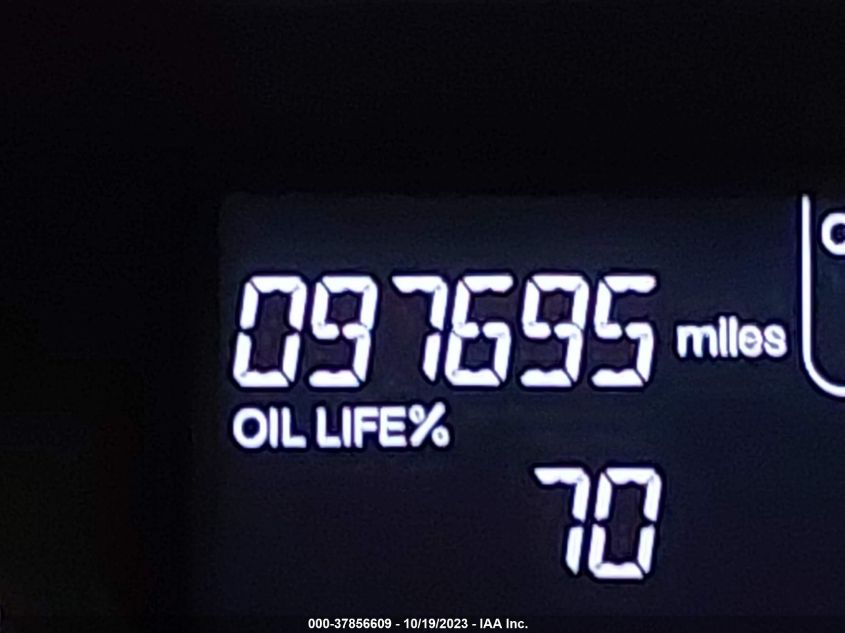 097695 miles
OIL LIFE%
70
000-37856609 - 10/19/2023 - IAA Inc.